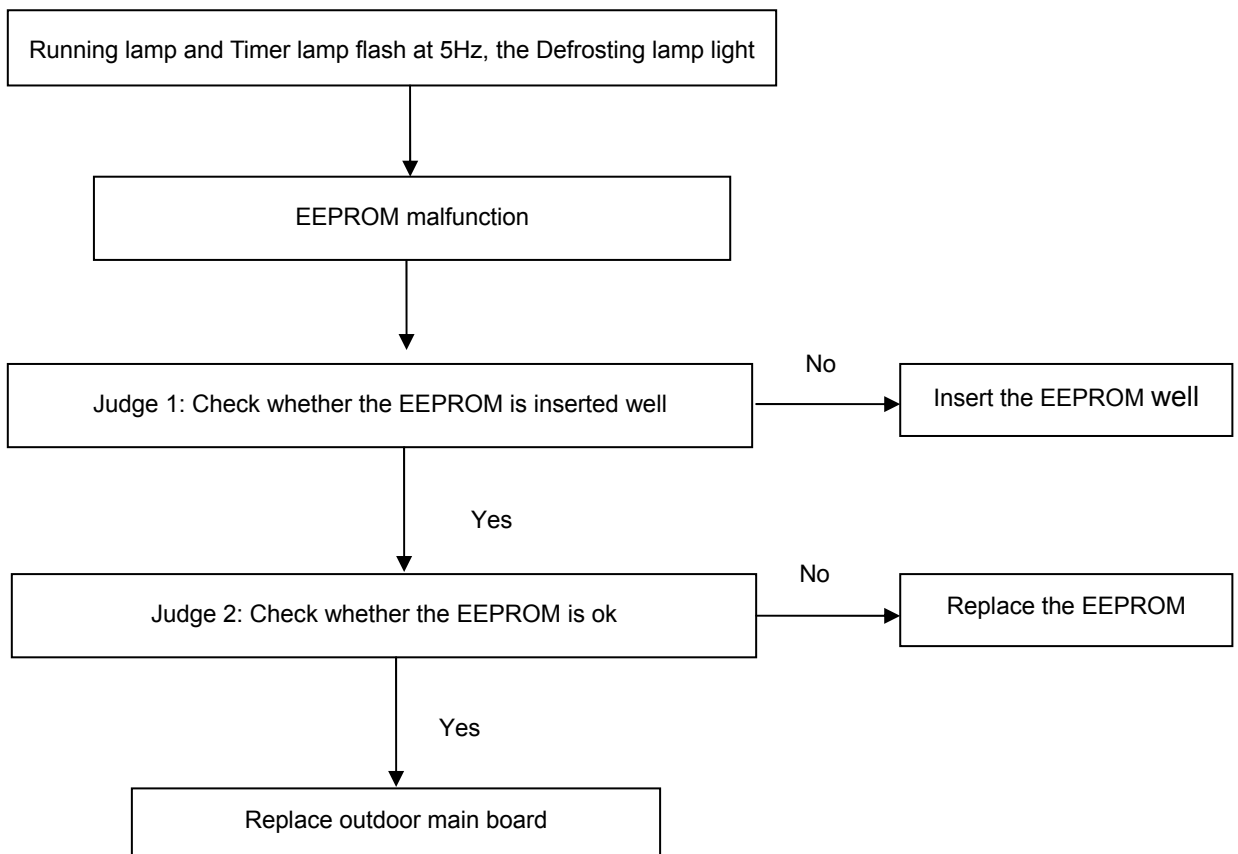 Running lamp and Timer lamp flash at 5Hz, the Defrosting lamp light
EEPROM malfunction
No
Judge 1: Check whether the EEPROM is inserted well
Insert the EEPROM well
Yes
No
Judge 2: Check whether the EEPROM is ok
Replace the EEPROM
Yes
Replace outdoor main board